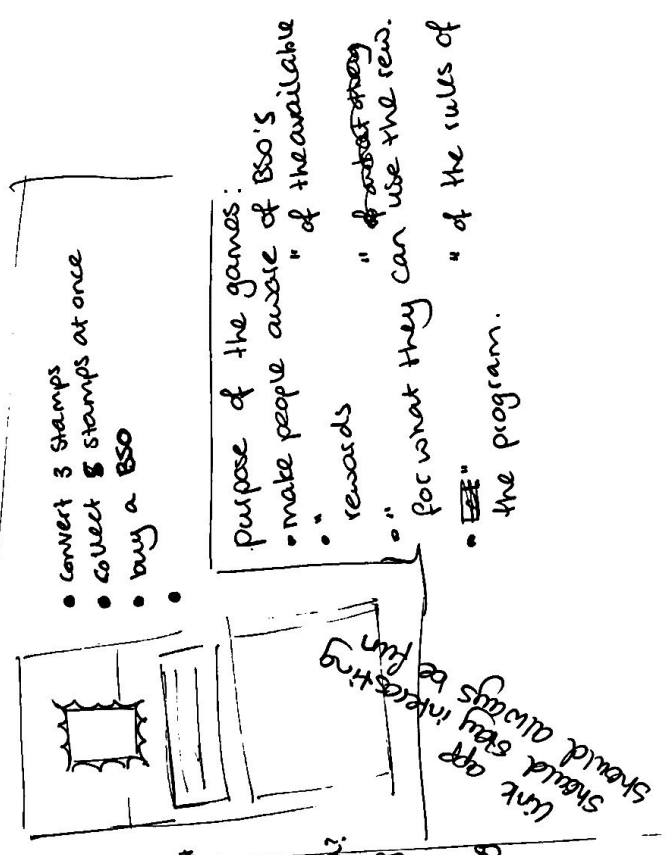 • convert 3 stamps
• collect 8 stamps at once
• buy a BSO
•
purpose of the games:
• make people aware of BSO's
• " " of the available
rewards
• " "
for what they can use the rew.
• " " of the rules of
the program.
link app
should stay interesting
should always be fun
?